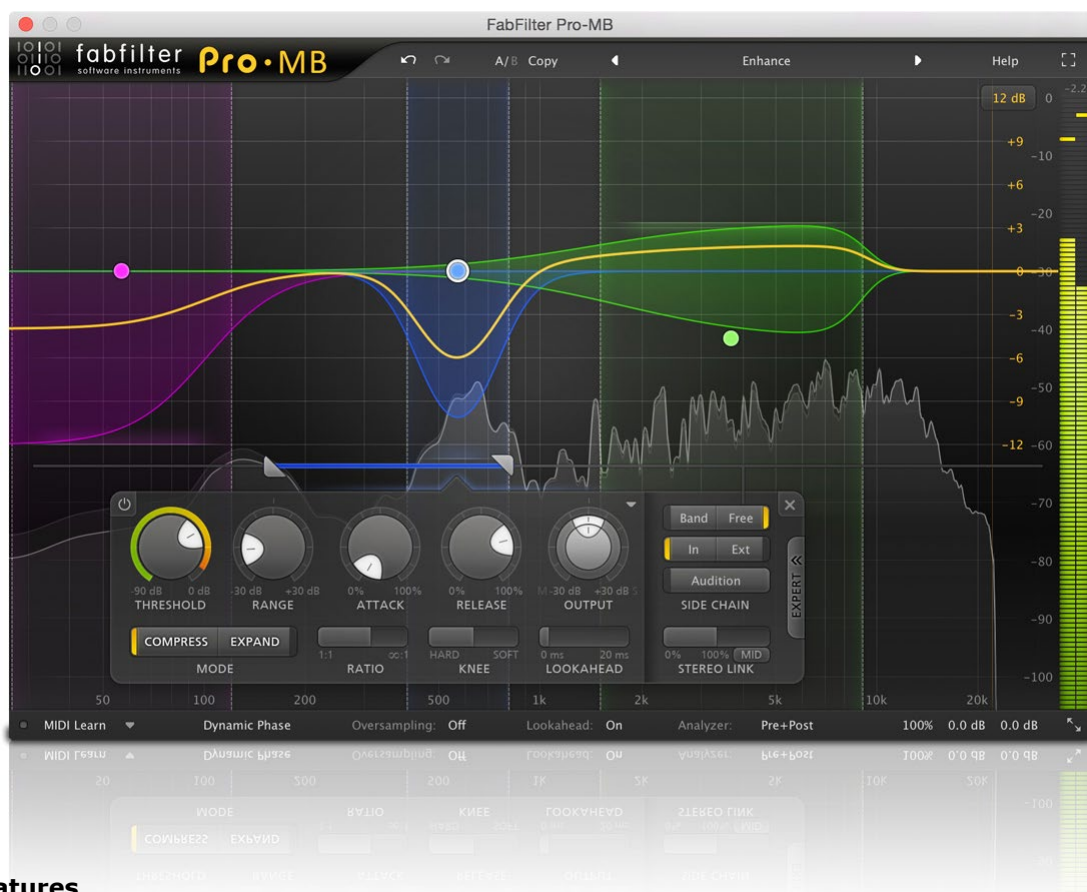 FabFilter Pro-MB
fabfilter
software instruments
Pro·MB
A/B Copy
Enhance
Help
12 dB 0 -2.2
+9
-10
+6
-20
+3
0 -30
-3
-40
-6
-50
-9
-12 -60
-70
-80
-90
-100
-90 dB 0 dB
THRESHOLD
-30 dB +30 dB
RANGE
0% 100%
ATTACK
0% 100%
RELEASE
M -30 dB +30 dB S
OUTPUT
Band Free
In Ext
Audition
SIDE CHAIN
EXPERT
COMPRESS EXPAND
MODE
1:1 ∞:1
RATIO
HARD SOFT
KNEE
0 ms 20 ms
LOOKAHEAD
0% 100% MID
STEREO LINK
50 100 200 500 1k 2k 5k 10k 20k
MIDI Learn Dynamic Phase Oversampling: Off Lookahead: On Analyzer: Pre+Post 100% 0.0 dB 0.0 dB
atures